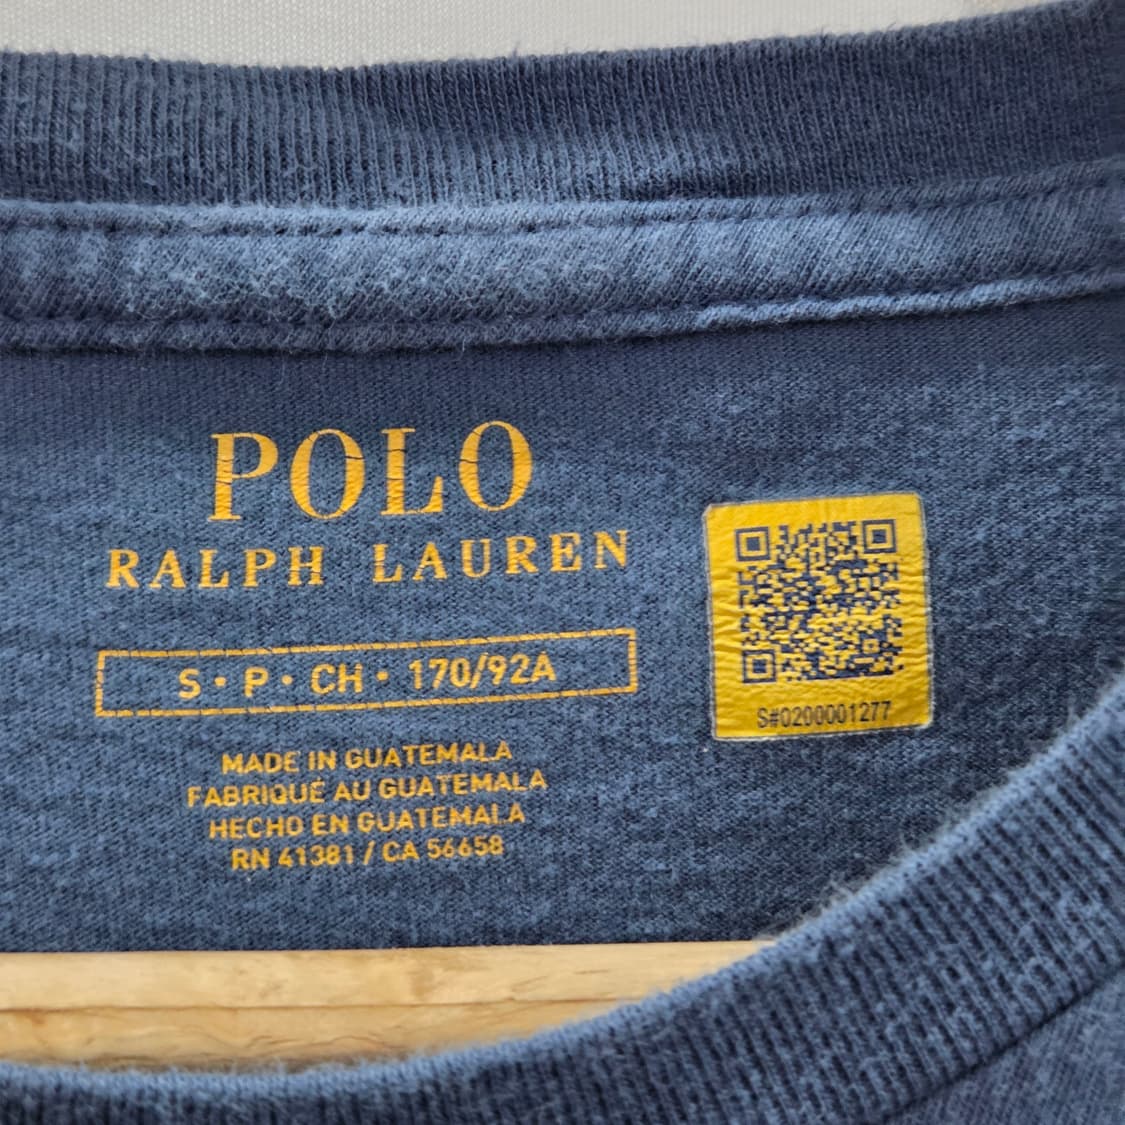 POLO
RALPH LAUREN
S • P • CH • 170/92A
MADE IN GUATEMALA
FABRIQUÉ AU GUATEMALA
HECHO EN GUATEMALA
RN 41381 / CA 56658
S#0200001277